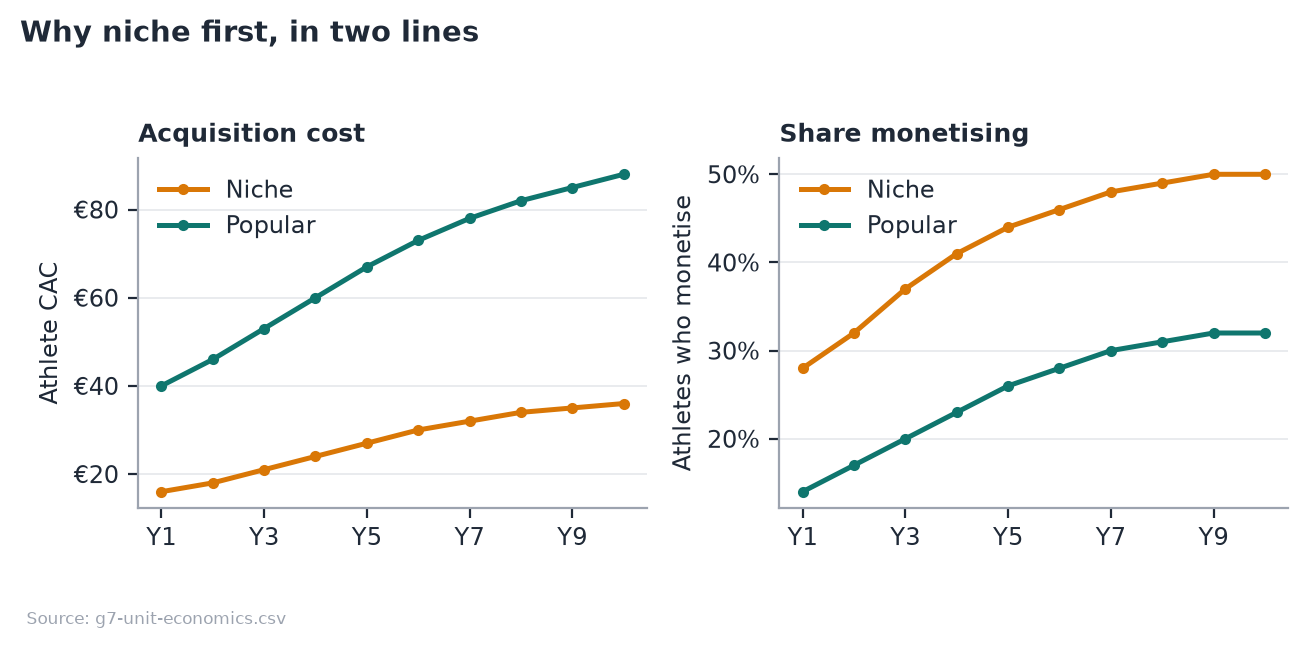 Why niche first, in two lines
Acquisition cost
Niche
Popular
Athlete CAC
€80
€60
€40
€20
Y1 Y3 Y5 Y7 Y9
Share monetising
Niche
Popular
Athletes who monetise
50%
40%
30%
20%
Y1 Y3 Y5 Y7 Y9
Source: g7-unit-economics.csv